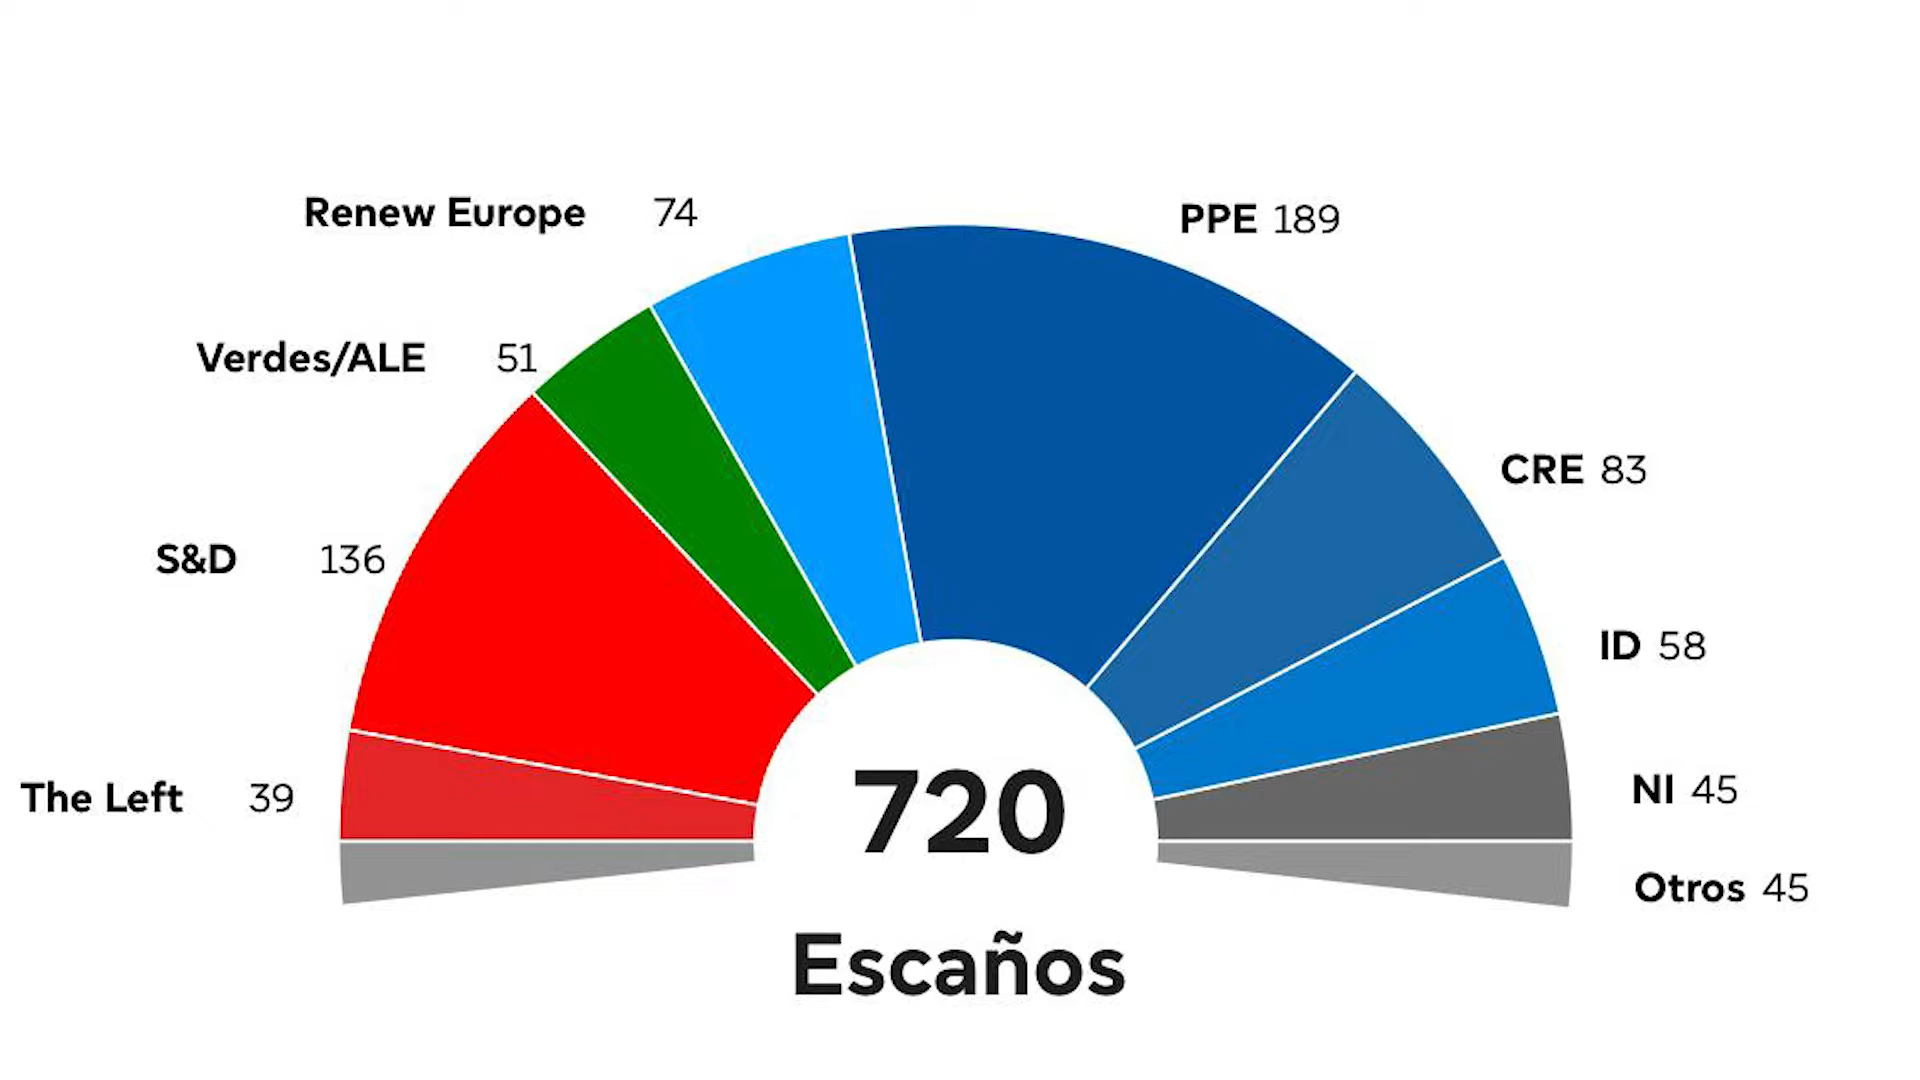 Renew Europe 74
PPE 189
Verdes/ALE 51
CRE 83
S&D 136
ID 58
The Left 39
NI 45
720
Otros 45
Escaños